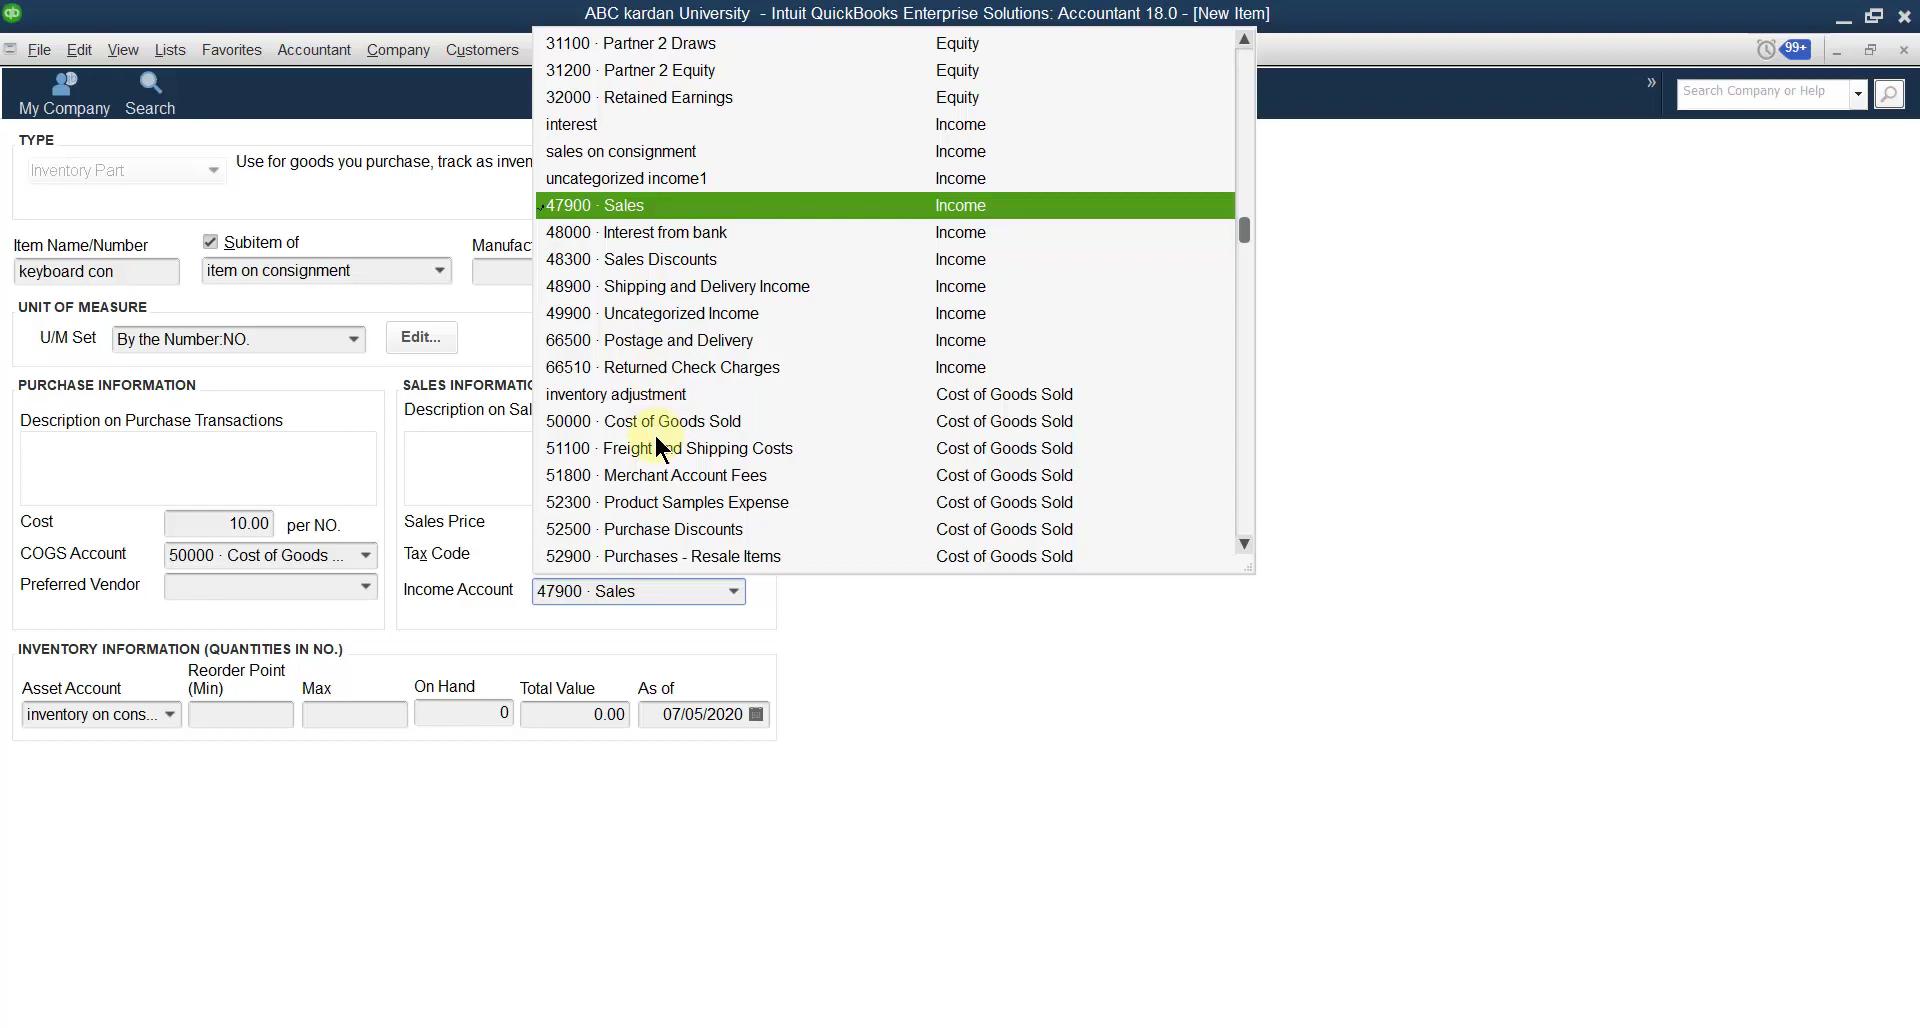 ABC kardan University - Intuit QuickBooks Enterprise Solutions: Accountant 18.0 - [New Item]
File Edit View Lists Favorites Accountant Company Customers 99+
My Company Search Search Company or Help
TYPE
Inventory Part
Use for goods you purchase, track as inven
Item Name/Number Subitem of Manufac
keyboard con item on consignment
UNIT OF MEASURE
U/M Set By the Number:NO. Edit...
PURCHASE INFORMATION
Description on Purchase Transactions
Cost 10.00 per NO.
COGS Account 50000 · Cost of Goods ...
Preferred Vendor
SALES INFORMATIO
Description on Sal
Sales Price
Tax Code
Income Account 47900 · Sales
31100 · Partner 2 Draws Equity
31200 · Partner 2 Equity Equity
32000 · Retained Earnings Equity
interest Income
sales on consignment Income
uncategorized income1 Income
47900 · Sales Income
48000 · Interest from bank Income
48300 · Sales Discounts Income
48900 · Shipping and Delivery Income Income
49900 · Uncategorized Income Income
66500 · Postage and Delivery Income
66510 · Returned Check Charges Income
inventory adjustment Cost of Goods Sold
50000 · Cost of Goods Sold Cost of Goods Sold
51100 · Freight and Shipping Costs Cost of Goods Sold
51800 · Merchant Account Fees Cost of Goods Sold
52300 · Product Samples Expense Cost of Goods Sold
52500 · Purchase Discounts Cost of Goods Sold
52900 · Purchases - Resale Items Cost of Goods Sold
INVENTORY INFORMATION (QUANTITIES IN NO.)
Asset Account Reorder Point (Min) Max On Hand Total Value As of
inventory on cons... 0 0.00 07/05/2020